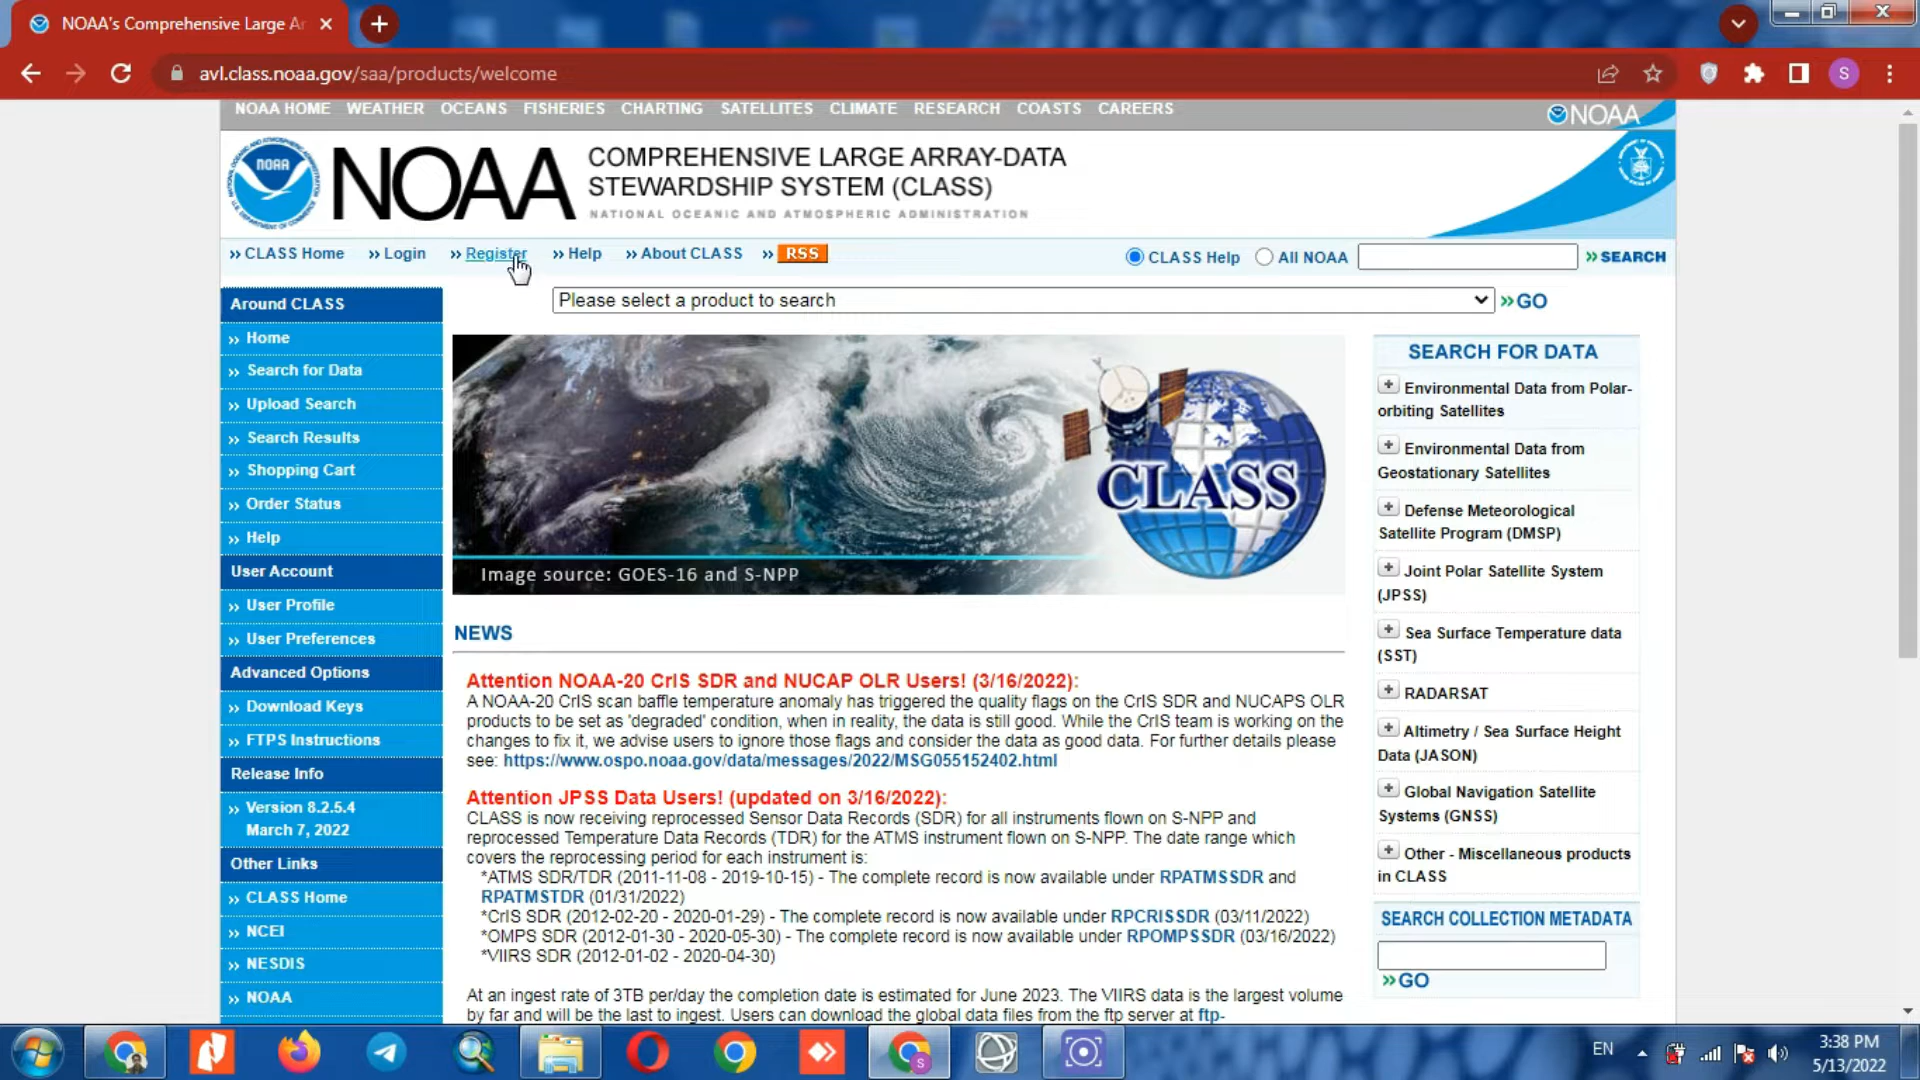 NOAA's Comprehensive Large Ar
avl.class.noaa.gov/saa/products/welcome
S
NOAA HOME WEATHER OCEANS FISHERIES CHARTING SATELLITES CLIMATE RESEARCH COASTS CAREERS
NOAA
NOAA
NOAA
COMPREHENSIVE LARGE ARRAY-DATA
STEWARDSHIP SYSTEM (CLASS)
NATIONAL OCEANIC AND ATMOSPHERIC ADMINISTRATION
» CLASS Home » Login » Register » Help » About CLASS » RSS
CLASS Help All NOAA »SEARCH
Please select a product to search »GO
Around CLASS
» Home
» Search for Data
» Upload Search
» Search Results
» Shopping Cart
» Order Status
» Help
User Account
» User Profile
» User Preferences
Advanced Options
» Download Keys
» FTPS Instructions
Release Info
» Version 8.2.5.4
March 7, 2022
Other Links
» CLASS Home
» NCEI
» NESDIS
» NOAA
CLASS
Image source: GOES-16 and S-NPP
NEWS
Attention NOAA-20 CrIS SDR and NUCAP OLR Users! (3/16/2022):
A NOAA-20 CrIS scan baffle temperature anomaly has triggered the quality flags on the CrIS SDR and NUCAPS OLR
products to be set as 'degraded' condition, when in reality, the data is still good. While the CrIS team is working on the
changes to fix it, we advise users to ignore those flags and consider the data as good data. For further details please
see: https://www.ospo.noaa.gov/data/messages/2022/MSG055152402.html
Attention JPSS Data Users! (updated on 3/16/2022):
CLASS is now receiving reprocessed Sensor Data Records (SDR) for all instruments flown on S-NPP and
reprocessed Temperature Data Records (TDR) for the ATMS instrument flown on S-NPP. The date range which
covers the reprocessing period for each instrument is:
*ATMS SDR/TDR (2011-11-08 - 2019-10-15) - The complete record is now available under RPATMSSDR and
RPATMSTDR (01/31/2022)
*CrIS SDR (2012-02-20 - 2020-01-29) - The complete record is now available under RPCRISSDR (03/11/2022)
*OMPS SDR (2012-01-30 - 2020-05-30) - The complete record is now available under RPOMPSSDR (03/16/2022)
*VIIRS SDR (2012-01-02 - 2020-04-30)
At an ingest rate of 3TB per/day the completion date is estimated for June 2023. The VIIRS data is the largest volume
by far and will be the last to ingest. Users can download the global data files from the ftp server at ftp-
SEARCH FOR DATA
Environmental Data from Polar-
orbiting Satellites
Environmental Data from
Geostationary Satellites
Defense Meteorological
Satellite Program (DMSP)
Joint Polar Satellite System
(JPSS)
Sea Surface Temperature data
(SST)
RADARSAT
Altimetry / Sea Surface Height
Data (JASON)
Global Navigation Satellite
Systems (GNSS)
Other - Miscellaneous products
in CLASS
SEARCH COLLECTION METADATA
»GO
S
EN
3:38 PM
5/13/2022